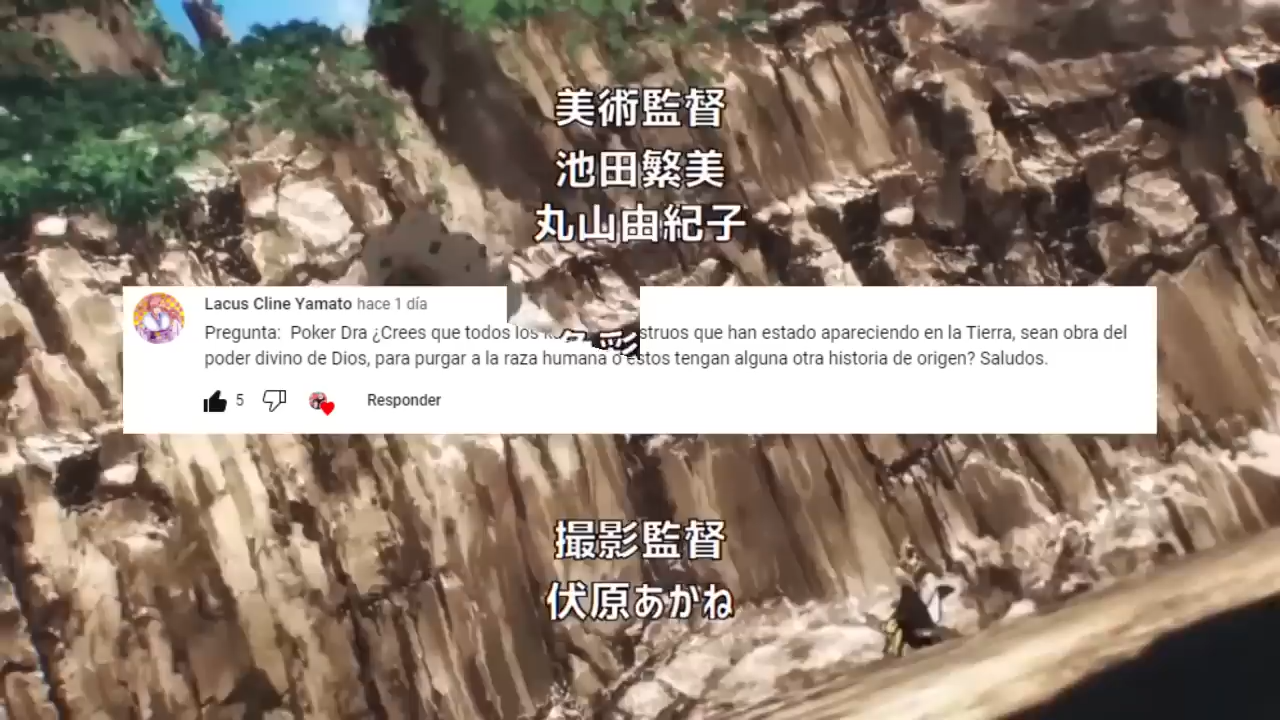 美術監督
池田繁美
丸山由紀子
Lacus Cline Yamato hace 1 día
Pregunta: Poker Dra ¿Crees que todos los struos que han estado apareciendo en la Tierra, sean obra del
色彩
poder divino de Dios, para purgar a la raza humana o estos tengan alguna otra historia de origen? Saludos.
5 Responder
撮影監督
伏原あかね